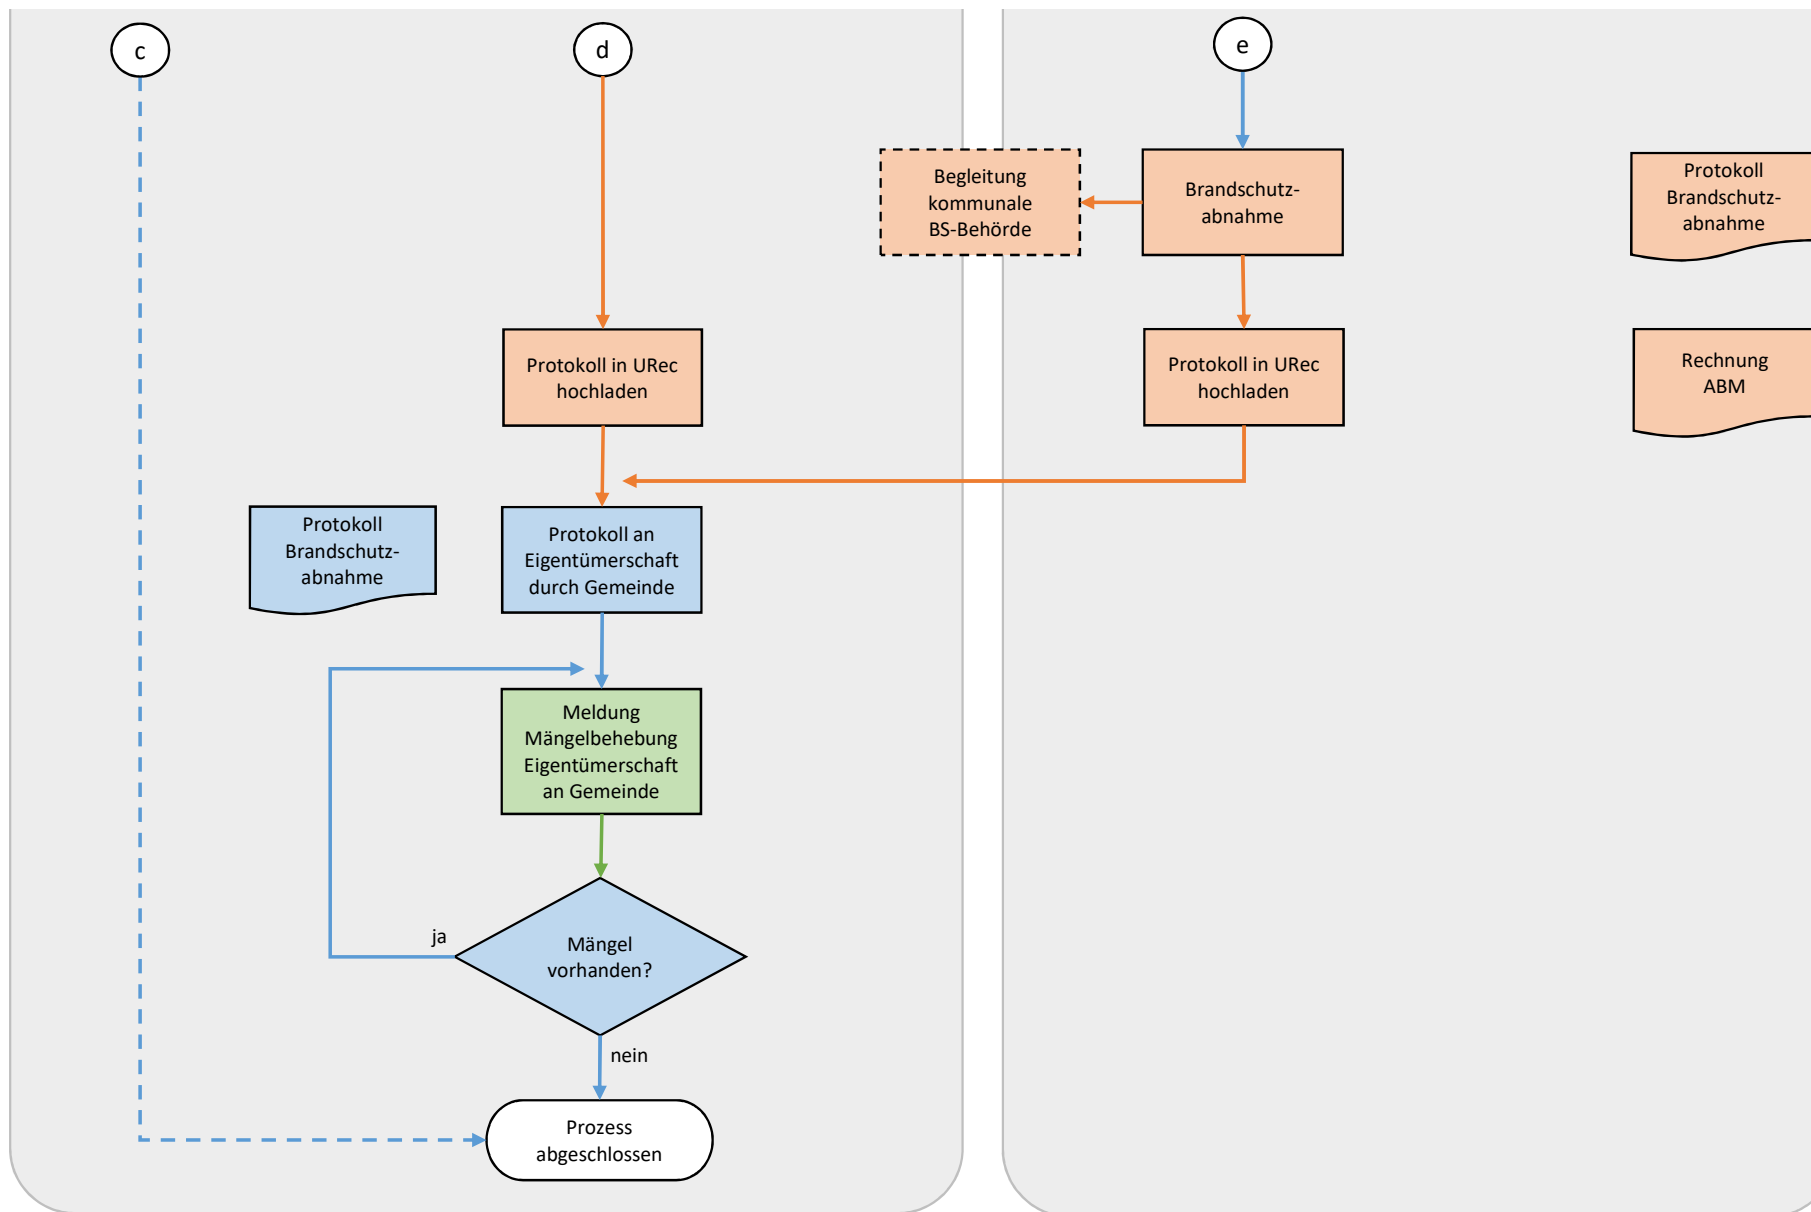 c
d
e
Begleitung
kommunale
BS-Behörde
Brandschutz-
abnahme
Protokoll
Brandschutz-
abnahme
Protokoll in URec
hochladen
Protokoll in URec
hochladen
Rechnung
ABM
Protokoll
Brandschutz-
abnahme
Protokoll an
Eigentümerschaft
durch Gemeinde
Meldung
Mängelbehebung
Eigentümerschaft
an Gemeinde
ja
Mängel
vorhanden?
nein
Prozess
abgeschlossen